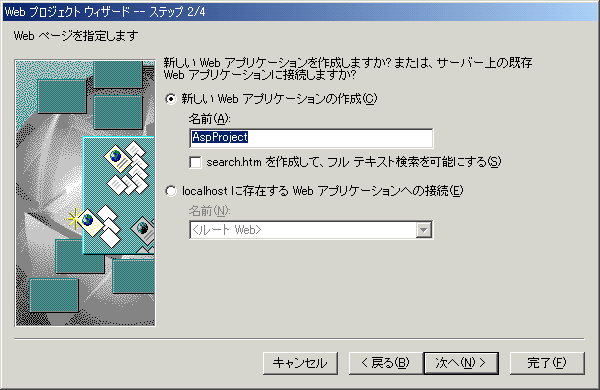 Web プロジェクト ウィザード -- ステップ 2/4
Web ページを指定します
新しい Web アプリケーションを作成しますか? または、サーバー上の既存
Web アプリケーションに接続しますか?
新しい Web アプリケーションの作成(C)
名前(A):
AspProject
search.htm を作成して、フル テキスト検索を可能にする(S)
localhost に存在する Web アプリケーションへの接続(E)
名前(N):
<ルート Web>
キャンセル
< 戻る(B)
次へ(N) >
完了(F)